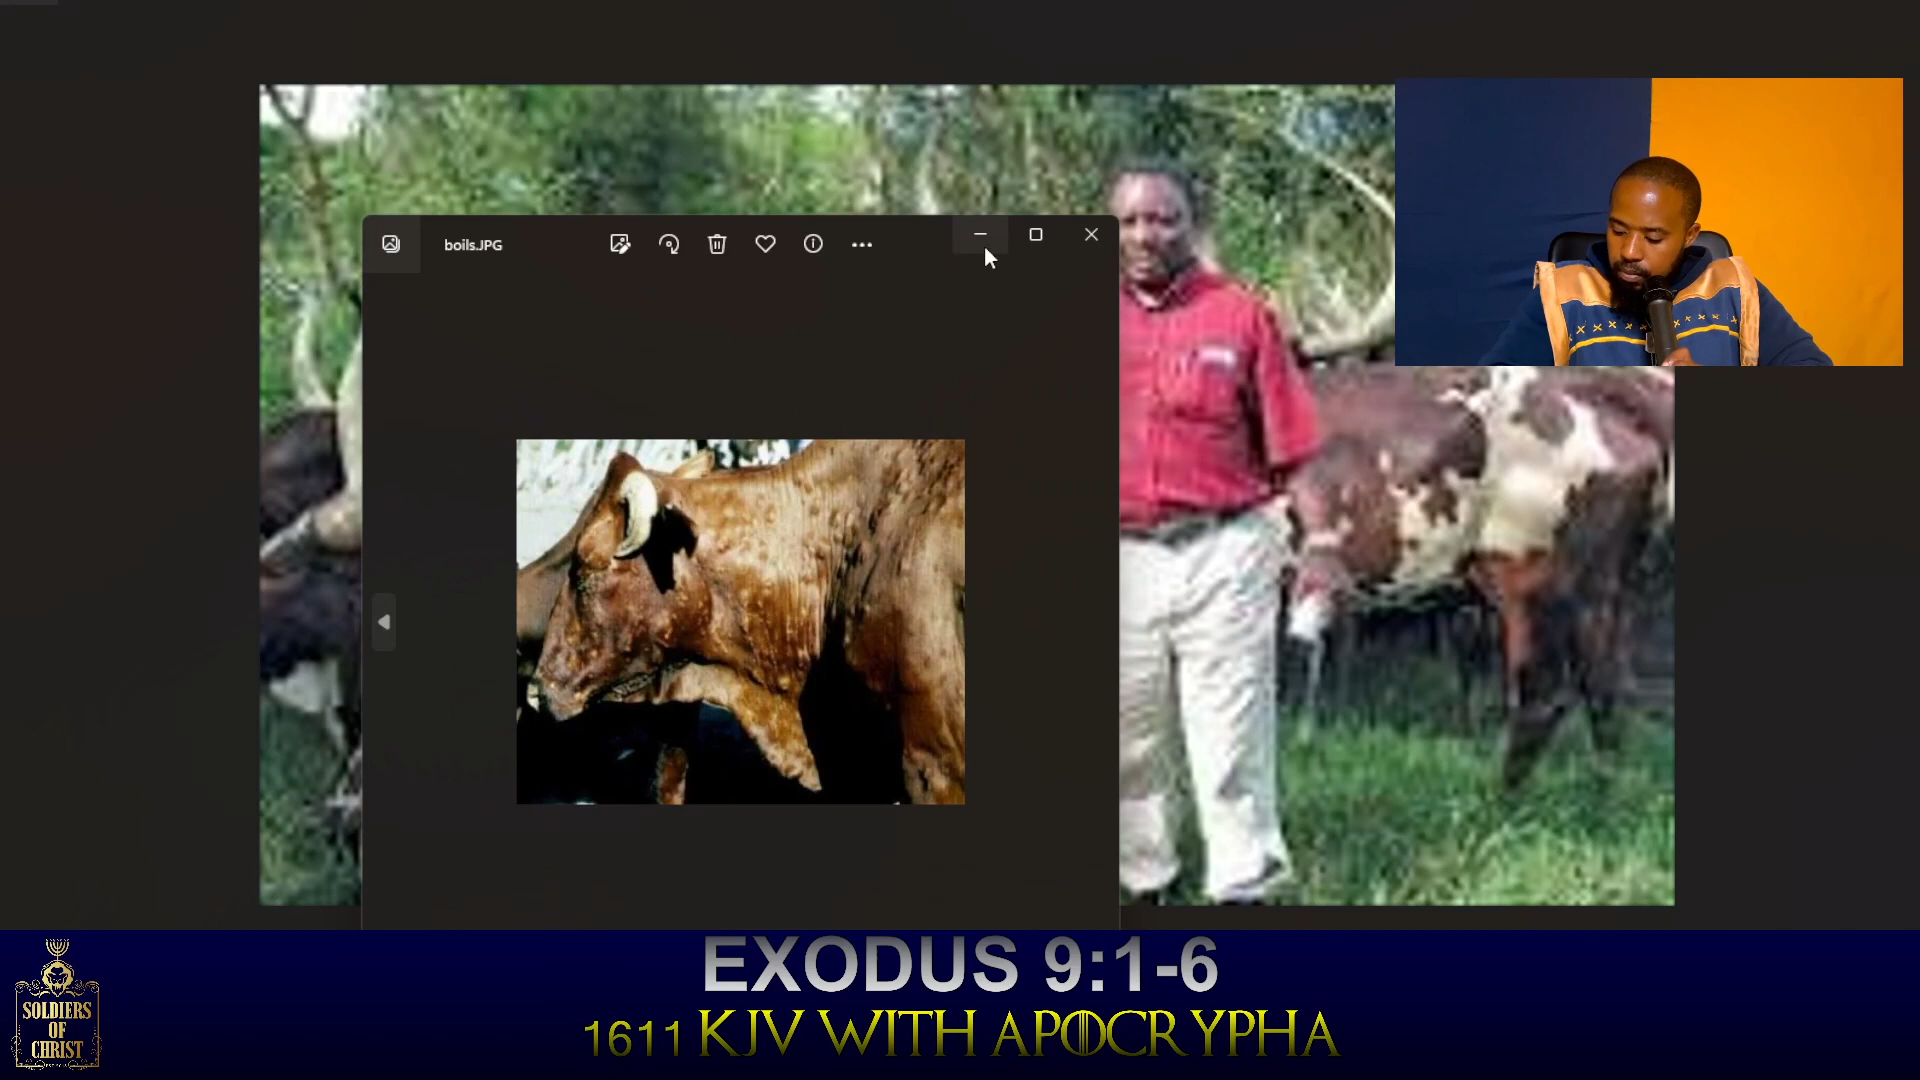 boils.JPG
EXODUS 9:1-6
1611 KJV WITH APOCRYPHA
SOLDIERS
OF
CHRIST